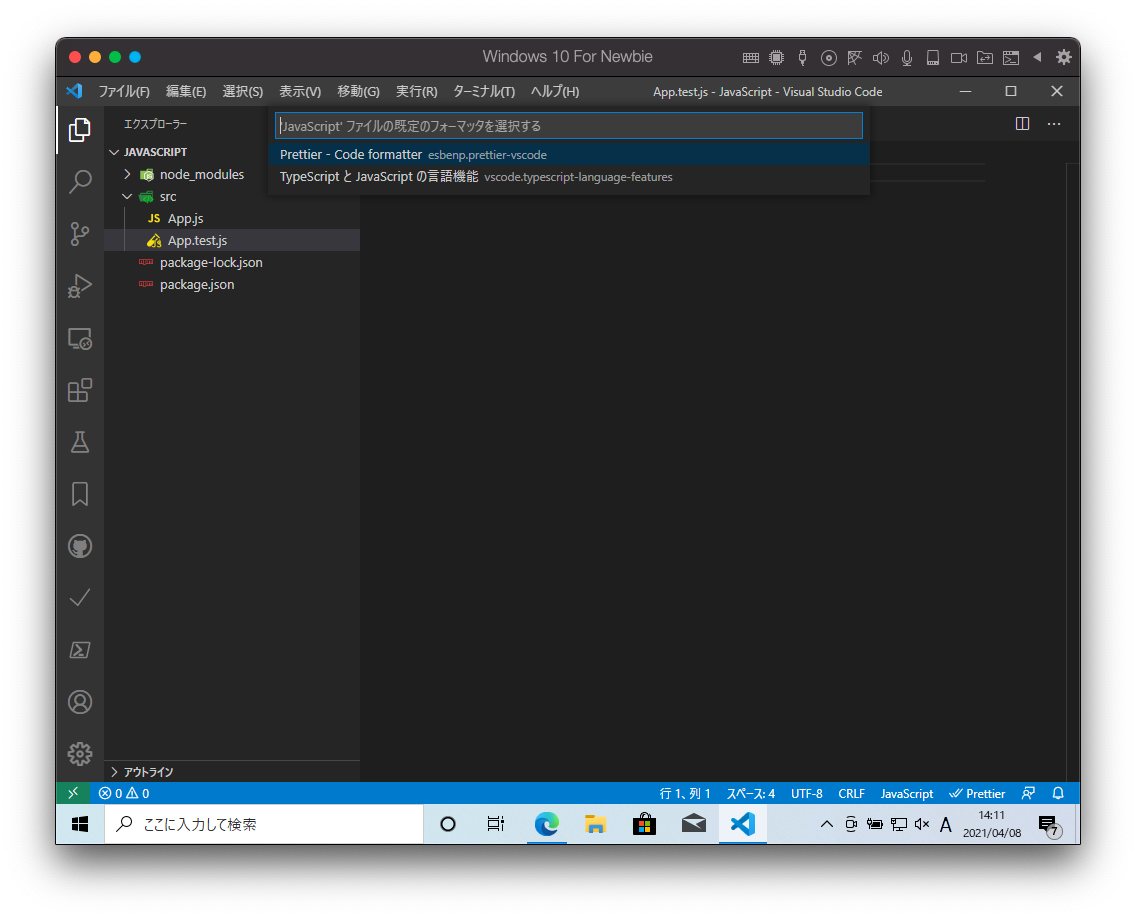 Windows 10 For Newbie
ファイル(F) 編集(E) 選択(S) 表示(V) 移動(G) 実行(R) ターミナル(T) ヘルプ(H) App.test.js - JavaScript - Visual Studio Code
エクスプローラー
'JavaScript' ファイルの既定のフォーマッタを選択する
JAVASCRIPT
Prettier - Code formatter esbenp.prettier-vscode
node_modules
TypeScript と JavaScript の言語機能 vscode.typescript-language-features
src
JS App.js
App.test.js
package-lock.json
package.json
アウトライン
0 0 行 1、列 1 スペース: 4 UTF-8 CRLF JavaScript Prettier
ここに入力して検索
A
14:11
2021/04/08
7